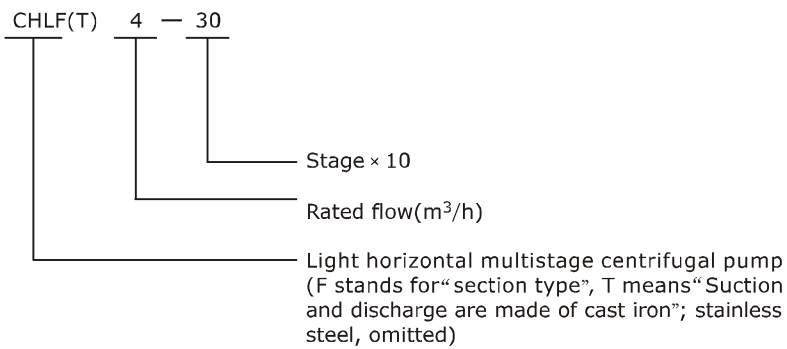 CHLF(T) 4 — 30
Stage × 10
Rated flow(m³/h)
Light horizontal multistage centrifugal pump
(F stands for“section type”, T means“Suction
and discharge are made of cast iron”; stainless
steel, omitted)